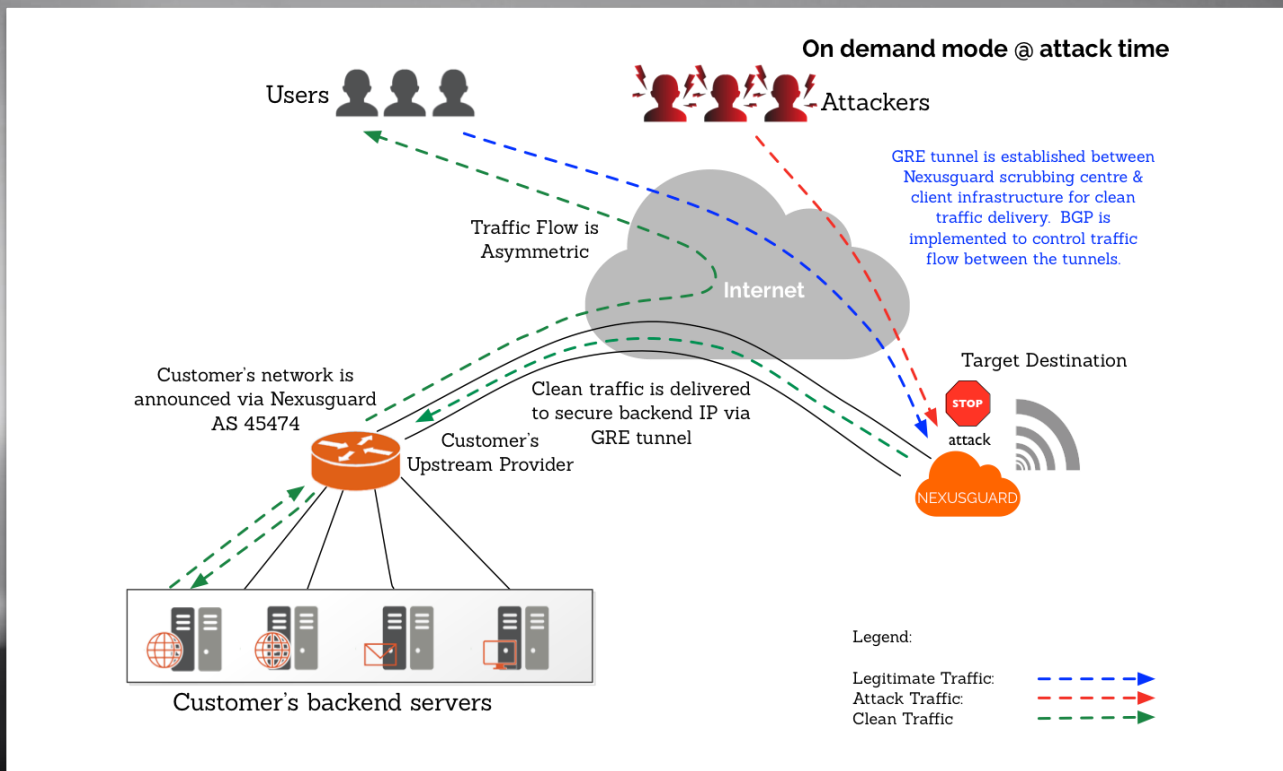 On demand mode @ attack time
Users
Attackers
GRE tunnel is established between
Nexusguard scrubbing centre &
client infrastructure for clean
traffic delivery. BGP is
implemented to control traffic
flow between the tunnels.
Traffic Flow is
Asymmetric
Internet
Target Destination
STOP
attack
NEXUSGUARD
Customer's network is
announced via Nexusguard
AS 45474
Clean traffic is delivered
to secure backend IP via
GRE tunnel
Customer's
Upstream Provider
Customer's backend servers
Legend:
Legitimate Traffic:
Attack Traffic:
Clean Traffic